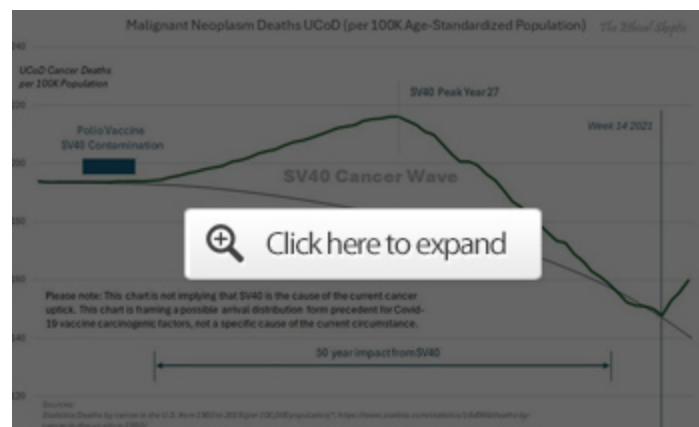 Malignant Neoplasm Deaths UCoD (per 100K Age-Standardized Population)
The Ethical Skeptic
240
UCoD Cancer Deaths
per 100K Population
SV40 Peak Year 27
220
Week 14 2021
Polio Vaccine
SV40 Contamination
200
SV40 Cancer Wave
180
Click here to expand
160
Please note: This chart is not implying that SV40 is the cause of the current cancer
uptick. This chart is framing a possible arrival distribution form precedent for Covid-
19 vaccine carcinogenic factors, not a specific cause of the current circumstance.
140
50 year impact from SV40
120
Sources: